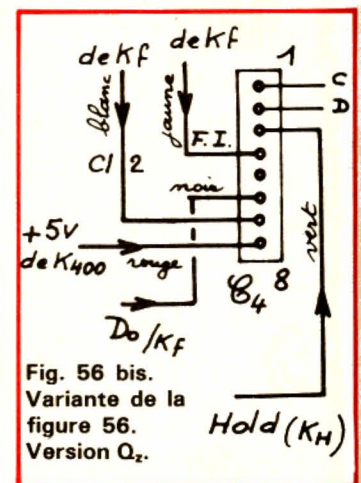 de Kf
de Kf
1
blanc
jaune
C
A
F.I.
Cl 2
noir
vert
+5v
de K400
rouge
C4
8
Do/Kf
Hold (KH)
Fig. 56 bis.
Variante de la
figure 56.
Version Qz.